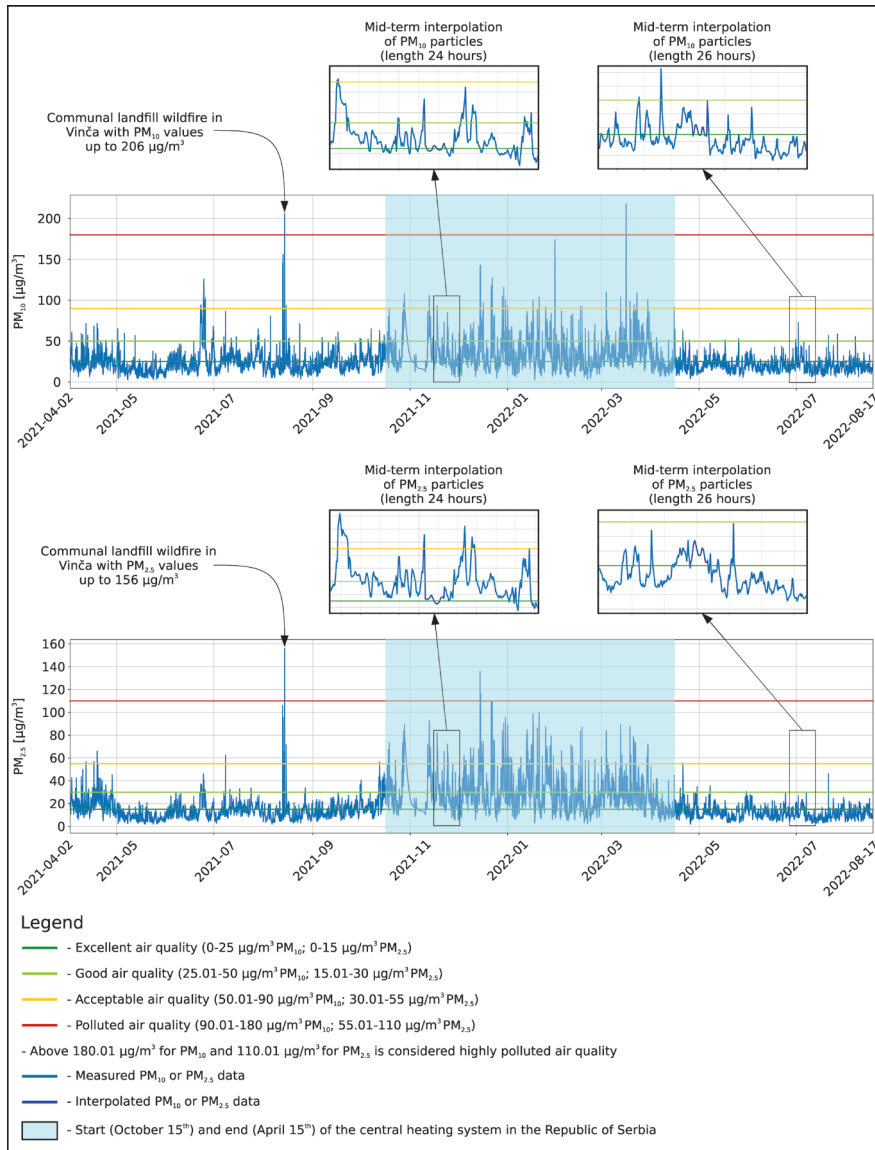 Mid-term interpolation
of PM₁₀ particles
(length 24 hours)
Mid-term interpolation
of PM₁₀ particles
(length 26 hours)
Communal landfill wildfire in
Vinča with PM₁₀ values
up to 206 µg/m³
PM₁₀ [µg/m³]
200
150
100
50
0
2021-04-02
2021-05
2021-07
2021-09
2021-11
2022-01
2022-03
2022-05
2022-07
2022-08-17
Mid-term interpolation
of PM₂.₅ particles
(length 24 hours)
Mid-term interpolation
of PM₂.₅ particles
(length 26 hours)
Communal landfill wildfire in
Vinča with PM₂.₅ values
up to 156 µg/m³
PM₂.₅ [µg/m³]
160
140
120
100
80
60
40
20
0
2021-04-02
2021-05
2021-07
2021-09
2021-11
2022-01
2022-03
2022-05
2022-07
2022-08-17
Legend
- Excellent air quality (0-25 µg/m³ PM₁₀; 0-15 µg/m³ PM₂.₅)
- Good air quality (25.01-50 µg/m³ PM₁₀; 15.01-30 µg/m³ PM₂.₅)
- Acceptable air quality (50.01-90 µg/m³ PM₁₀; 30.01-55 µg/m³ PM₂.₅)
- Polluted air quality (90.01-180 µg/m³ PM₁₀; 55.01-110 µg/m³ PM₂.₅)
- Above 180.01 µg/m³ for PM₁₀ and 110.01 µg/m³ for PM₂.₅ is considered highly polluted air quality
- Measured PM₁₀ or PM₂.₅ data
- Interpolated PM₁₀ or PM₂.₅ data
- Start (October 15ᵗʰ) and end (April 15ᵗʰ) of the central heating system in the Republic of Serbia